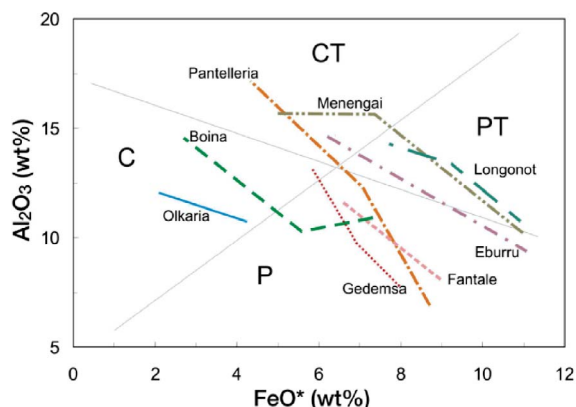 20
15
10
5
0
2
4
6
8
10
12
Al₂O₃ (wt%)
FeO* (wt%)
CT
Pantelleria
Menengai
Boina
PT
C
Longonot
Olkaria
Eburru
P
Fantale
Gedemsa